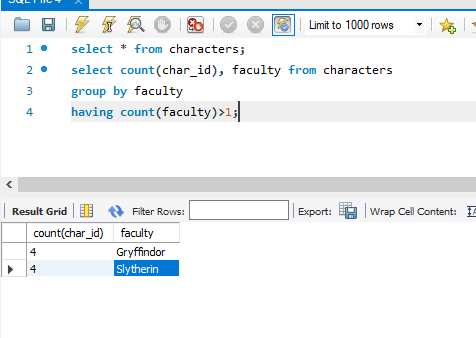 SQL File 4
Limit to 1000 rows
1 select * from characters;
2 select count(char_id), faculty from characters
3 group by faculty
4 having count(faculty)>1;
Result Grid Filter Rows: Export: Wrap Cell Content:
count(char_id) faculty
4 Gryffindor
4 Slytherin